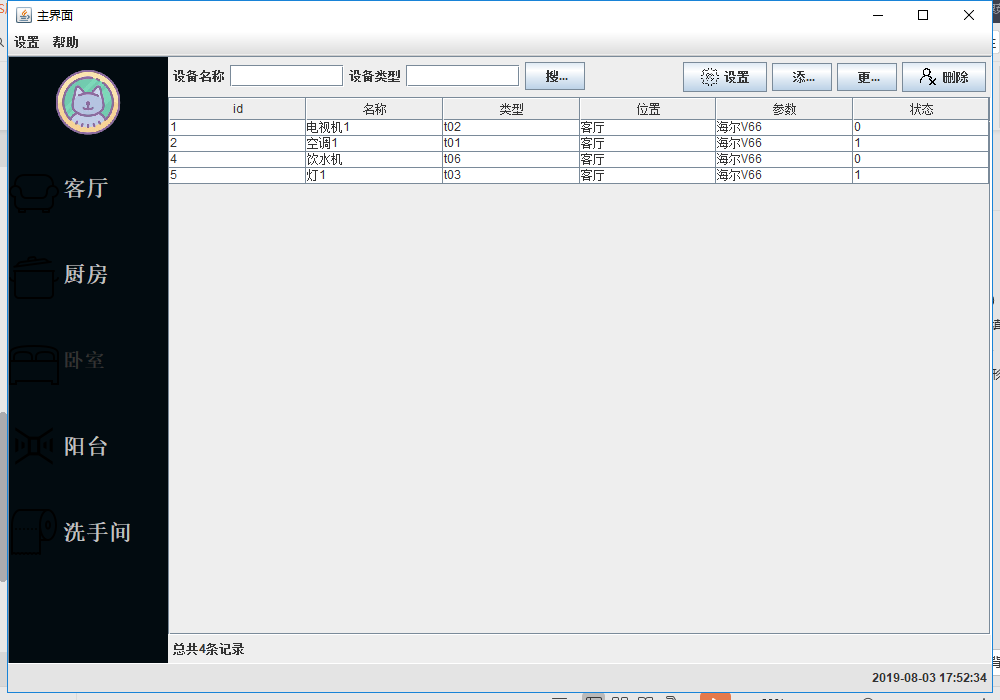 主界面
设置 帮助
设备名称 设备类型 搜... 设置 添... 更... 删除
id 名称 类型 位置 参数 状态
1 电视机1 t02 客厅 海尔V66 0
2 空调1 t01 客厅 海尔V66 1
4 饮水机 t06 客厅 海尔V66 0
5 灯1 t03 客厅 海尔V66 1
客厅
厨房
卧室
阳台
洗手间
总共4条记录
2019-08-03 17:52:34